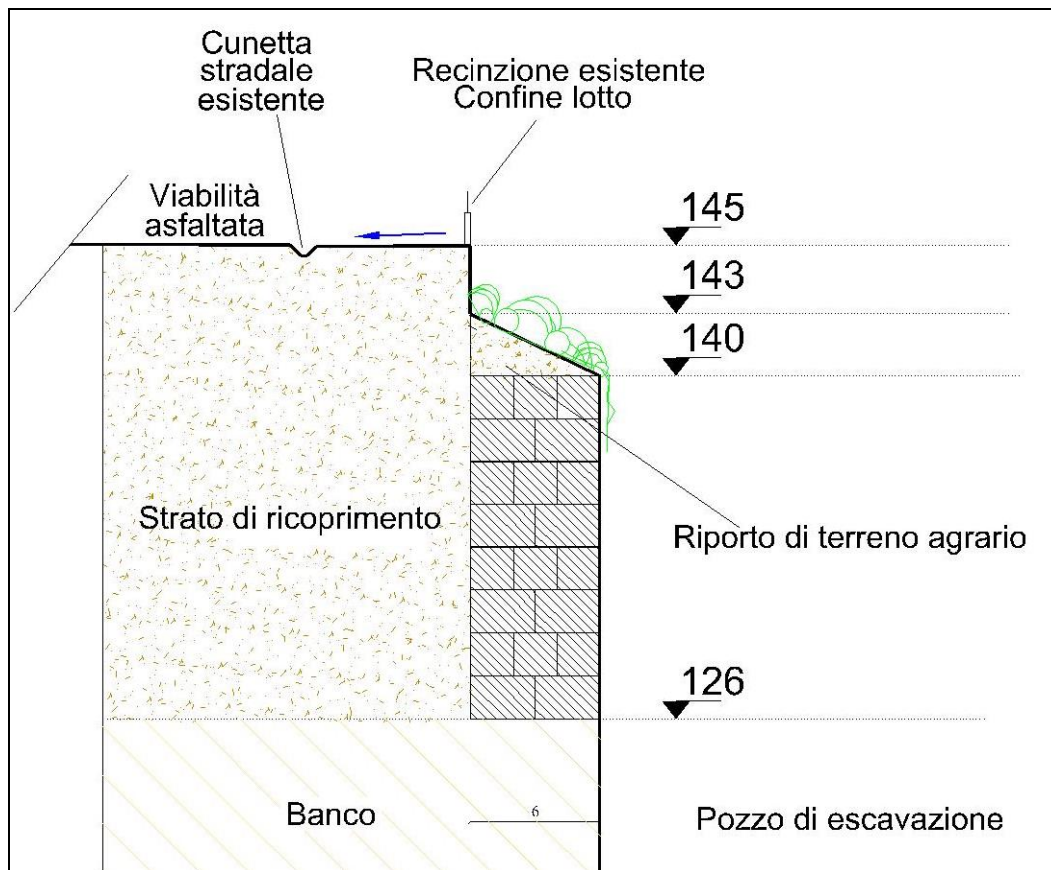 Cunetta
stradale
esistente
Recinzione esistente
Confine lotto
Viabilità
asfaltata
145
143
140
Strato di ricoprimento
Riporto di terreno agrario
126
Banco
6
Pozzo di escavazione